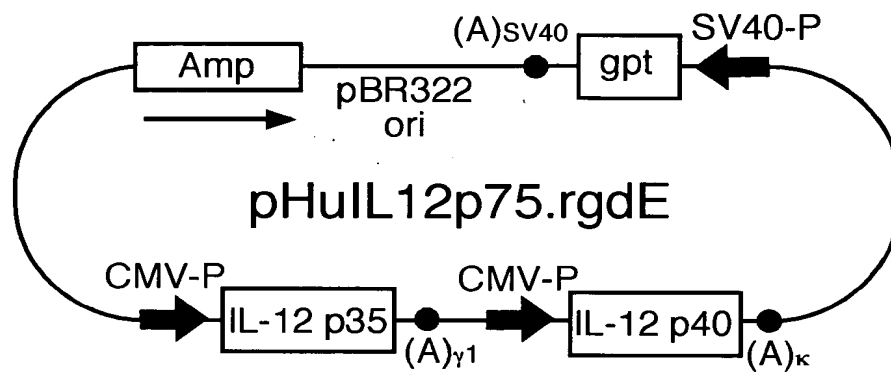 (A)SV40
SV40-P
Amp
gpt
pBR322
ori
pHuIL12p75.rgdE
CMV-P
CMV-P
IL-12 p35
IL-12 p40
(A)γ1
(A)κ